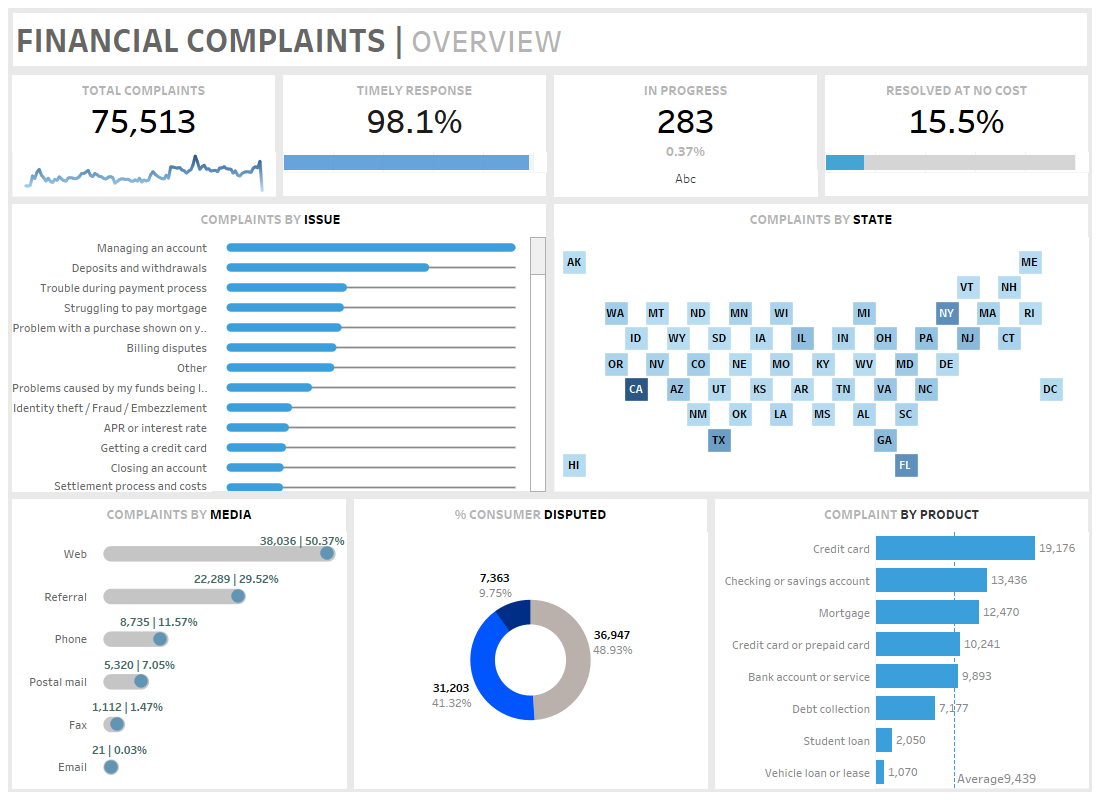 FINANCIAL COMPLAINTS | OVERVIEW
TOTAL COMPLAINTS
75,513
TIMELY RESPONSE
98.1%
IN PROGRESS
283
0.37%
Abc
RESOLVED AT NO COST
15.5%
COMPLAINTS BY ISSUE
Managing an account
Deposits and withdrawals
Trouble during payment process
Struggling to pay mortgage
Problem with a purchase shown on y..
Billing disputes
Other
Problems caused by my funds being l..
Identity theft / Fraud / Embezzlement
APR or interest rate
Getting a credit card
Closing an account
Settlement process and costs
COMPLAINTS BY STATE
AK ME
VT NH
WA MT ND MN WI MI NY MA RI
ID WY SD IA IL IN OH PA NJ CT
OR NV CO NE MO KY WV MD DE
CA AZ UT KS AR TN VA NC DC
NM OK LA MS AL SC
TX GA
HI FL
COMPLAINTS BY MEDIA
38,036 | 50.37%
Web
22,289 | 29.52%
Referral
8,735 | 11.57%
Phone
5,320 | 7.05%
Postal mail
1,112 | 1.47%
Fax
21 | 0.03%
Email
% CONSUMER DISPUTED
7,363
9.75%
36,947
48.93%
31,203
41.32%
COMPLAINT BY PRODUCT
Credit card 19,176
Checking or savings account 13,436
Mortgage 12,470
Credit card or prepaid card 10,241
Bank account or service 9,893
Debt collection 7,177
Student loan 2,050
Vehicle loan or lease 1,070
Average9,439